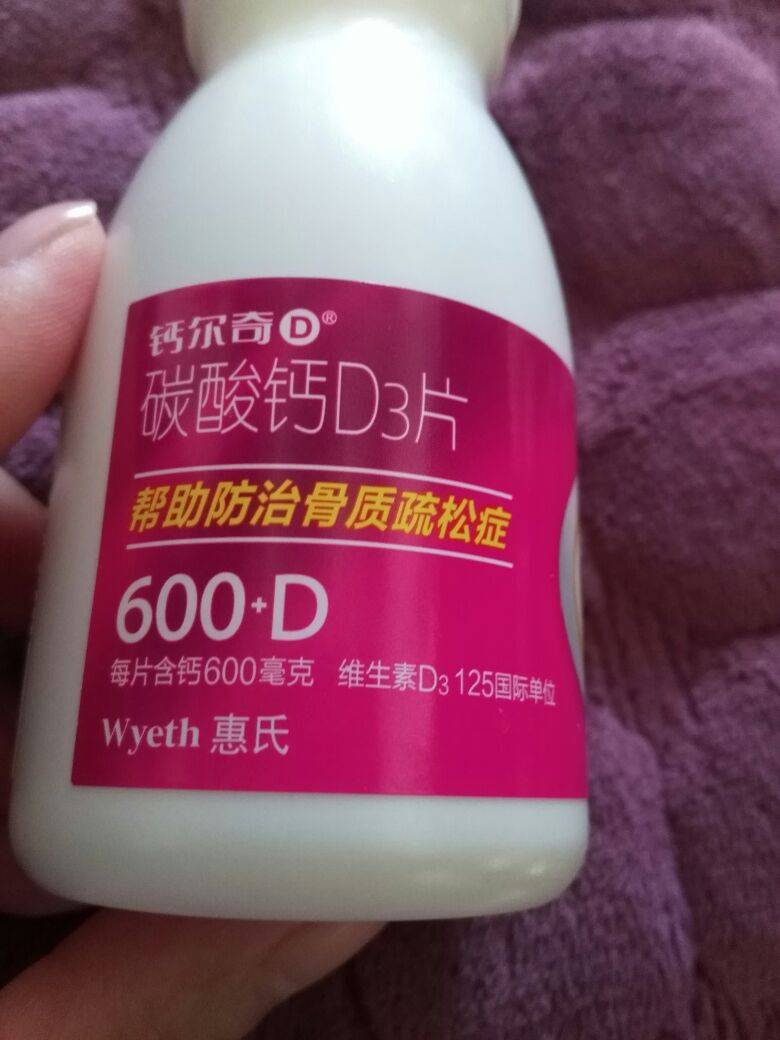 钙尔奇D®
碳酸钙D3片
帮助防治骨质疏松症
600+D
每片含钙600毫克 维生素D3 125国际单位
Wyeth 惠氏